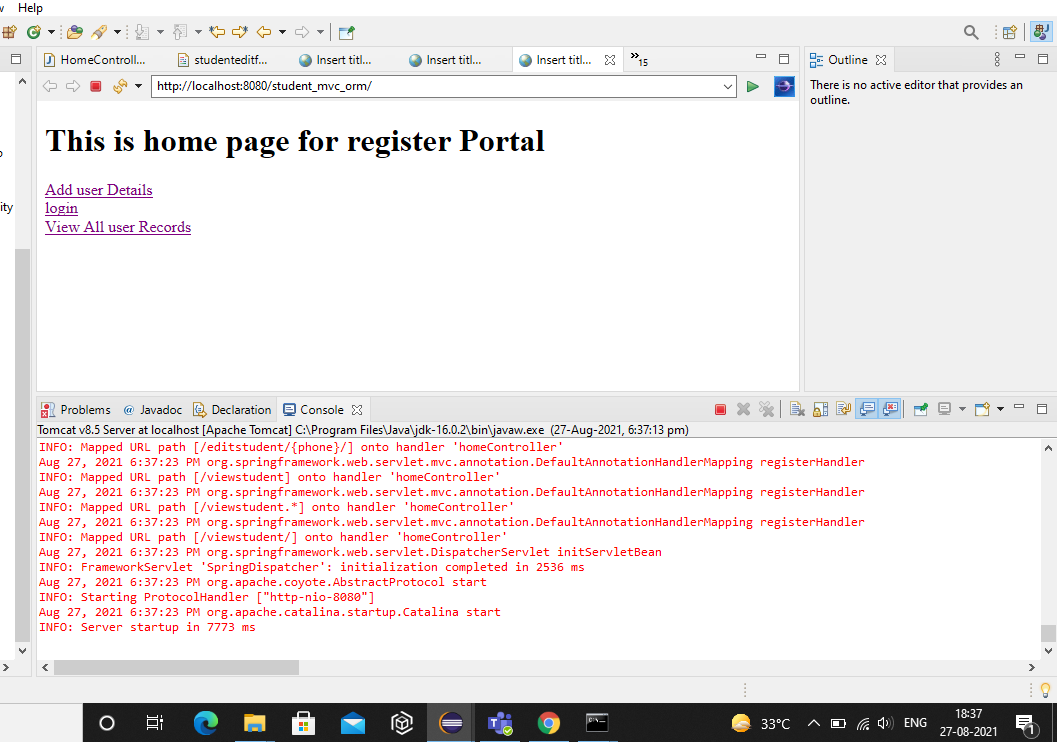 Help
HomeControll...
studenteditf...
Insert titl...
Insert titl...
Insert titl...
15
Outline
http://localhost:8080/student_mvc_orm/
There is no active editor that provides an
outline.
This is home page for register Portal
Add user Details
login
View All user Records
ity
Problems
@ Javadoc
Declaration
Console
Tomcat v8.5 Server at localhost [Apache Tomcat] C:\Program Files\Java\jdk-16.0.2\bin\javaw.exe (27-Aug-2021, 6:37:13 pm)
INFO: Mapped URL path [/editstudent/{phone}/] onto handler 'homeController'
Aug 27, 2021 6:37:23 PM org.springframework.web.servlet.mvc.annotation.DefaultAnnotationHandlerMapping registerHandler
INFO: Mapped URL path [/viewstudent] onto handler 'homeController'
Aug 27, 2021 6:37:23 PM org.springframework.web.servlet.mvc.annotation.DefaultAnnotationHandlerMapping registerHandler
INFO: Mapped URL path [/viewstudent.*] onto handler 'homeController'
Aug 27, 2021 6:37:23 PM org.springframework.web.servlet.mvc.annotation.DefaultAnnotationHandlerMapping registerHandler
INFO: Mapped URL path [/viewstudent/] onto handler 'homeController'
Aug 27, 2021 6:37:23 PM org.springframework.web.servlet.DispatcherServlet initServletBean
INFO: FrameworkServlet 'SpringDispatcher': initialization completed in 2536 ms
Aug 27, 2021 6:37:23 PM org.apache.coyote.AbstractProtocol start
INFO: Starting ProtocolHandler ["http-nio-8080"]
Aug 27, 2021 6:37:23 PM org.apache.catalina.startup.Catalina start
INFO: Server startup in 7773 ms
33°C
ENG
18:37
27-08-2021
1